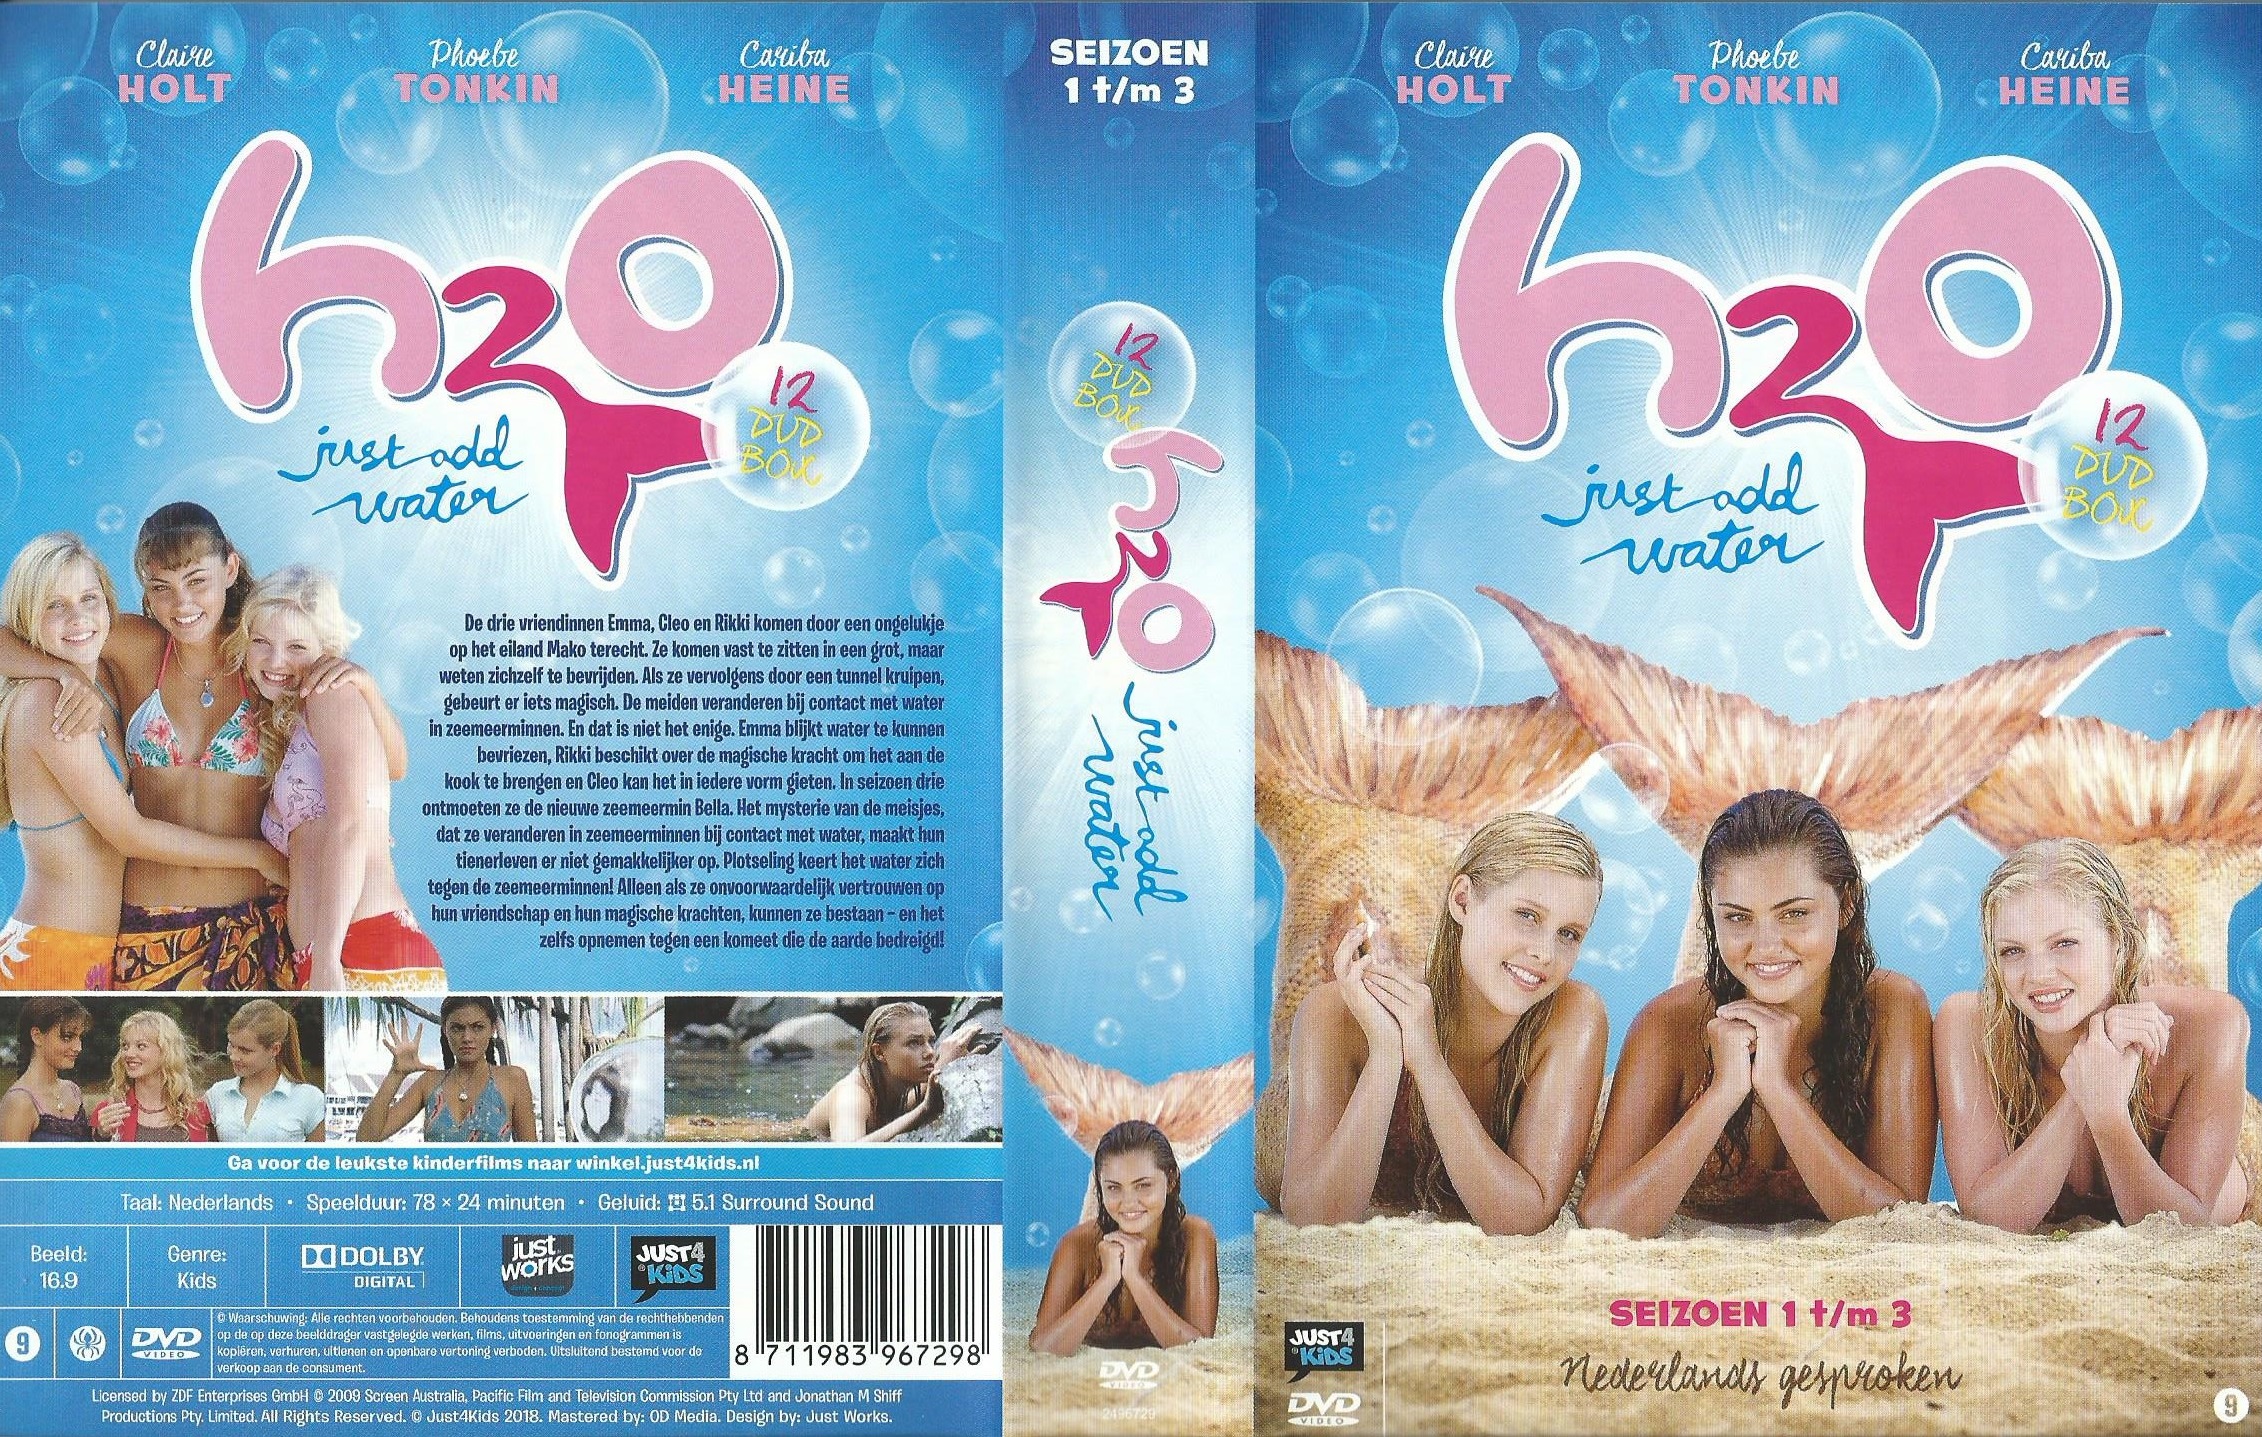 Claire
HOLT
Phoebe
TONKIN
Cariba
HEINE
h2O
just add
water
12
DVD
BOX
De drie vriendinnen Emma, Cleo en Rikki komen door een ongelukje
op het eiland Mako terecht. Ze komen vast te zitten in een grot, maar
weten zichzelf te bevrijden. Als ze vervolgens door een tunnel kruipen,
gebeurt er iets magisch. De meiden veranderen bij contact met water
in zeemeerminnen. En dat is niet het enige. Emma blijkt water te kunnen
bevriezen, Rikki beschikt over de magische kracht om het aan de
kook te brengen en Cleo kan het in iedere vorm gieten. In seizoen drie
ontmoeten ze de nieuwe zeemeermin Bella. Het mysterie van de meisjes,
dat ze veranderen in zeemeerminnen bij contact met water, maakt hun
tienerleven er niet gemakkelijker op. Plotseling keert het water zich
tegen de zeemeerminnen! Alleen als ze onvoorwaardelijk vertrouwen op
hun vriendschap en hun magische krachten, kunnen ze bestaan – en het
zelfs opnemen tegen een komeet die de aarde bedreigd!
Ga voor de leukste kinderfilms naar winkel.just4kids.nl
Taal: Nederlands • Speelduur: 78 × 24 minuten • Geluid: 5.1 Surround Sound
Beeld:
16.9
Genre:
Kids
DOLBY
DIGITAL
just
WORKS
JUST4
KiDS
9
DVD
VIDEO
© Waarschuwing: Alle rechten voorbehouden. Behoudens toestemming van de rechthebbenden
op de op deze beelddrager vastgelegde werken, films, uitvoeringen en fonogrammen is
kopiëren, verhuren, uitlenen en openbare vertoning verboden. Uitsluitend bestemd voor de
verkoop aan de consument.
8 711983 967298
Licensed by ZDF Enterprises GmbH © 2009 Screen Australia, Pacific Film and Television Commission Pty Ltd and Jonathan M Shiff
Productions Pty. Limited. All Rights Reserved. © Just4Kids 2018. Mastered by: OD Media. Design by: Just Works.
SEIZOEN
1 t/m 3
12
DVD
BOX
h2O
just add
water
DVD
VIDEO
2496729
Claire
HOLT
Phoebe
TONKIN
Cariba
HEINE
h2O
just add
water
12
DVD
BOX
SEIZOEN 1 t/m 3
Nederlands gesproken
JUST4
KiDS
DVD
VIDEO
9